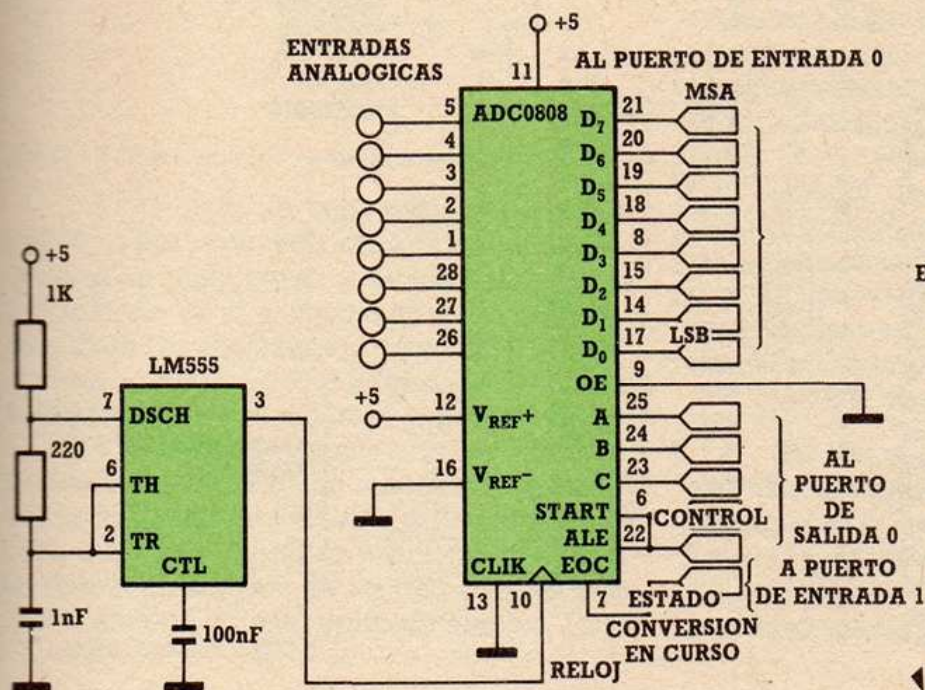 +5
ENTRADAS
ANALOGICAS
11
AL PUERTO DE ENTRADA 0
ADC0808
5
4
3
2
1
28
27
26
D7
D6
D5
D4
D3
D2
D1
D0
21
20
19
18
8
15
14
17
MSA
LSB
OE
9
+5
12
VREF+
16
VREF-
A
B
C
25
24
23
START
6
ALE
22
CONTROL
AL
PUERTO
DE
SALIDA 0
CLIK
EOC
13
10
7
ESTADO
A PUERTO
DE ENTRADA 1
CONVERSION
EN CURSO
RELOJ
+5
1K
220
1nF
LM555
7
DSCH
3
6
TH
2
TR
CTL
100nF
E